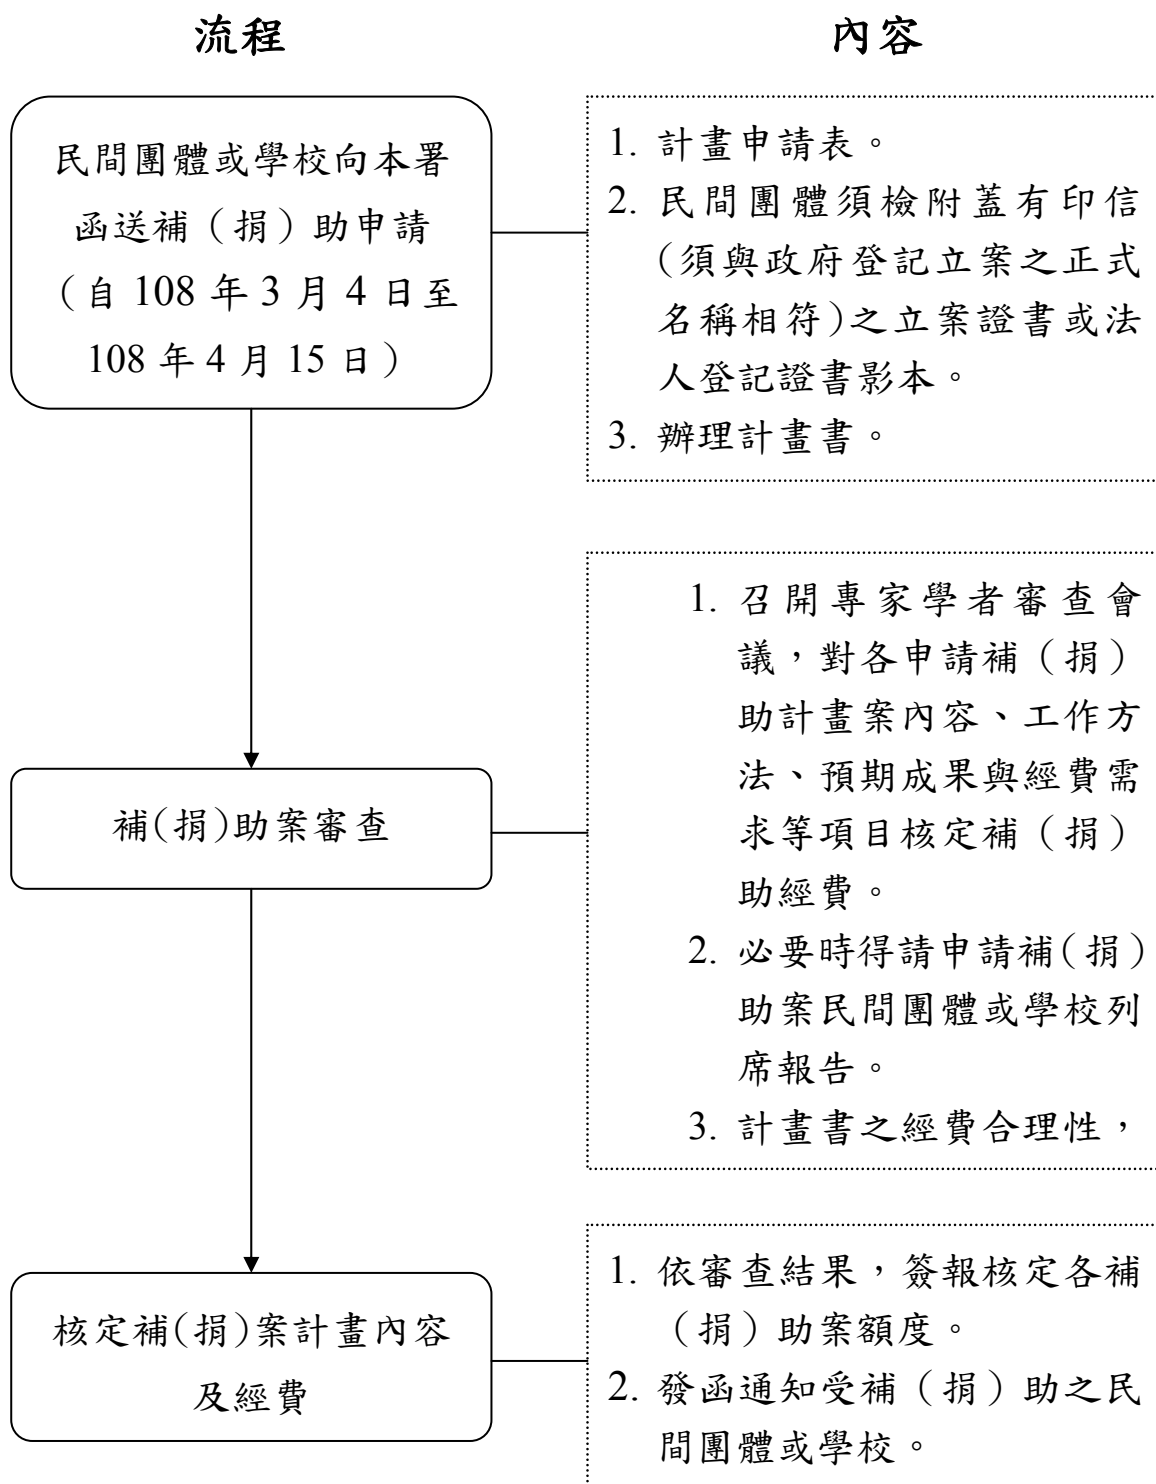 流程
內容
民間團體或學校向本署
函送補（捐）助申請
（自 108 年 3 月 4 日至
108 年 4 月 15 日）
1. 計畫申請表。
2. 民間團體須檢附蓋有印信
(須與政府登記立案之正式
名稱相符)之立案證書或法
人登記證書影本。
3. 辦理計畫書。
補(捐)助案審查
1. 召開專家學者審查會
議，對各申請補（捐）
助計畫案內容、工作方
法、預期成果與經費需
求等項目核定補（捐）
助經費。
2. 必要時得請申請補(捐)
助案民間團體或學校列
席報告。
3. 計畫書之經費合理性，
核定補(捐)案計畫內容
及經費
1. 依審查結果，簽報核定各補
（捐）助案額度。
2. 發函通知受補（捐）助之民
間團體或學校。